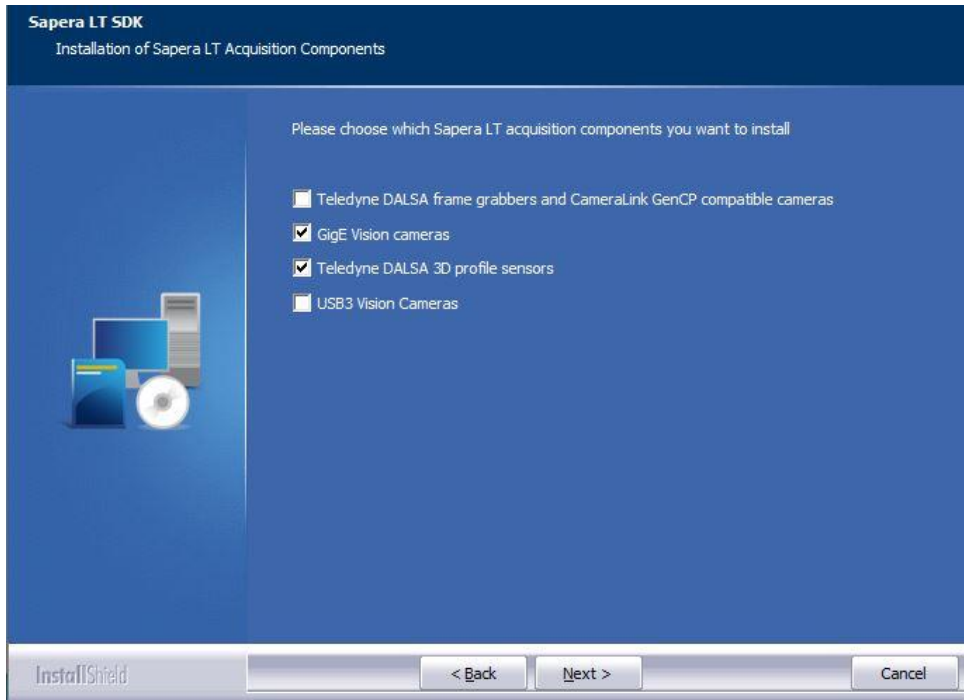 Sapera LT SDK
Installation of Sapera LT Acquisition Components
Please choose which Sapera LT acquisition components you want to install
Teledyne DALSA frame grabbers and CameraLink GenCP compatible cameras
GigE Vision cameras
Teledyne DALSA 3D profile sensors
USB3 Vision Cameras
InstallShield
< Back
Next >
Cancel